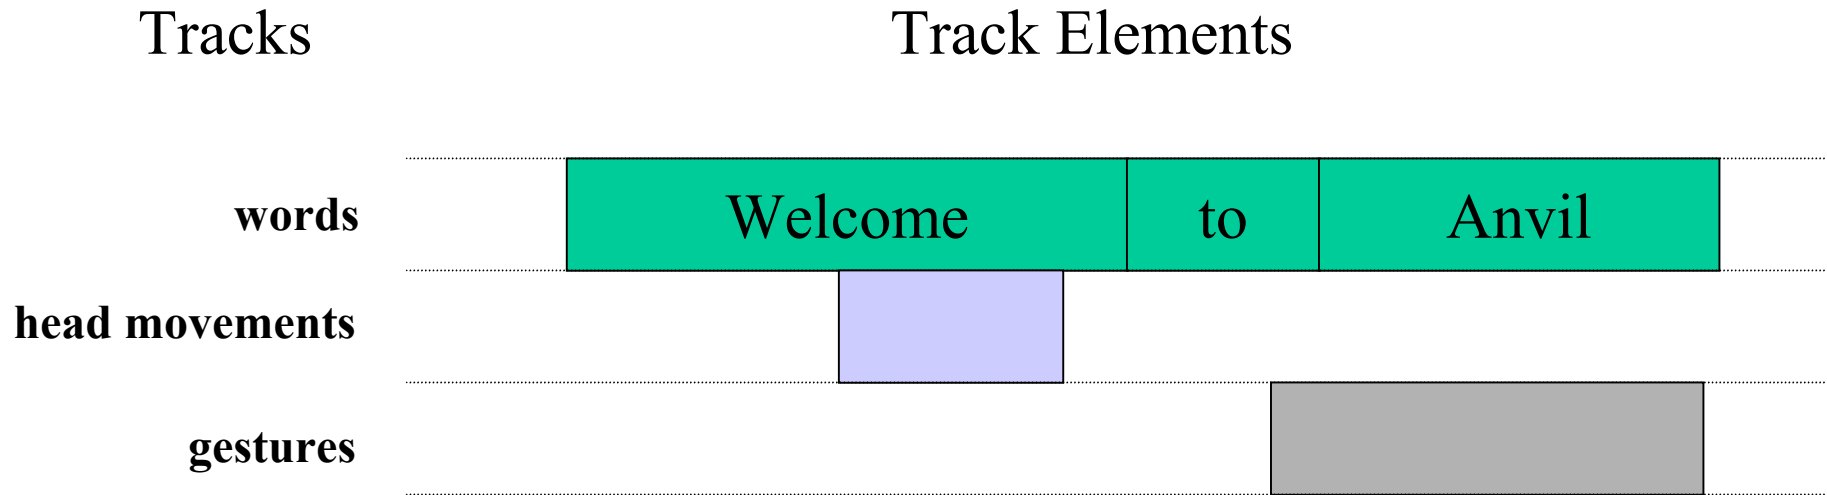 Tracks Track Elements
words Welcome to Anvil
head movements
gestures